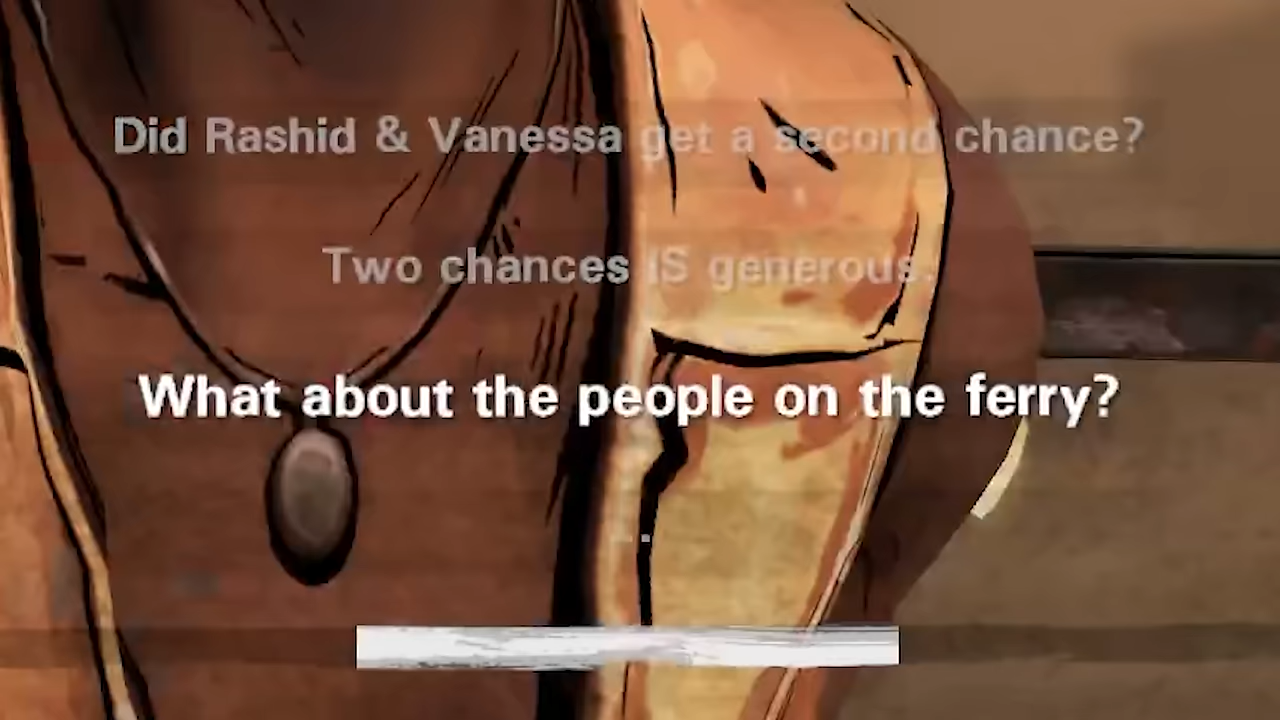 Did Rashid & Vanessa get a second chance?
Two chances IS generous.
What about the people on the ferry?
..